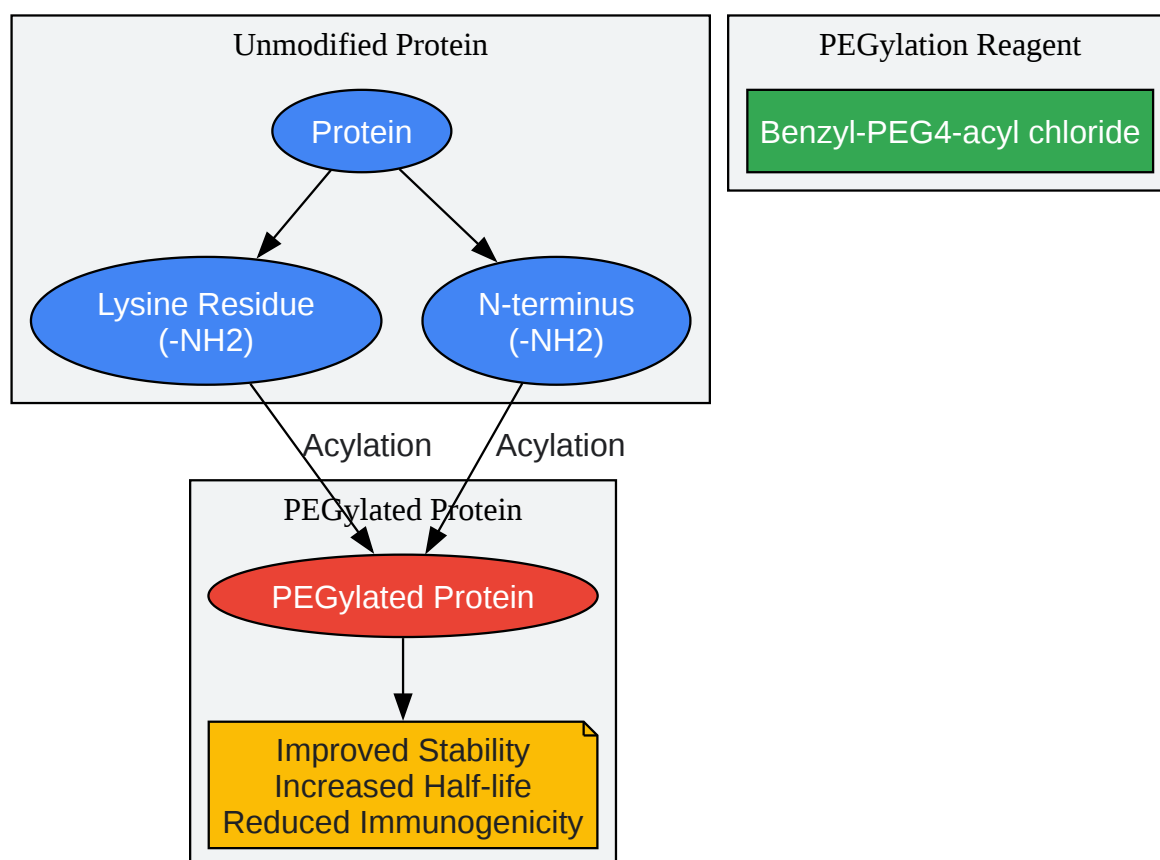 Unmodified Protein
Protein
Lysine Residue
(-NH2)
N-terminus
(-NH2)
PEGylation Reagent
Benzyl-PEG4-acyl chloride
Acylation
Acylation
PEGylated Protein
PEGylated Protein
Improved Stability
Increased Half-life
Reduced Immunogenicity